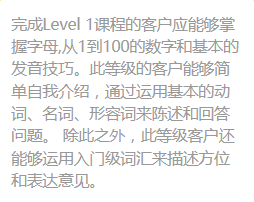 完成Level 1课程的客户应能够掌
握字母,从1到100的数字和基本的
发音技巧。此等级的客户能够简
单自我介绍，通过运用基本的动
词、名词、形容词来陈述和回答
问题。 除此之外，此等级客户还
能够运用入门级词汇来描述方位
和表达意见。